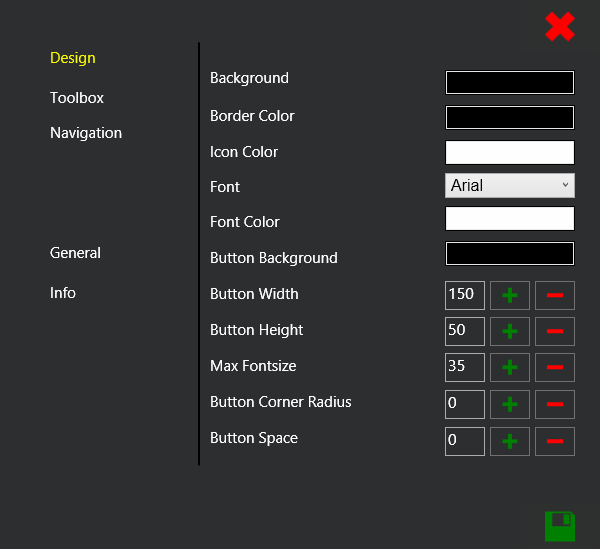 Design
Toolbox
Navigation
General
Info
Background
Border Color
Icon Color
Font Arial
Font Color
Button Background
Button Width 150
Button Height 50
Max Fontsize 35
Button Corner Radius 0
Button Space 0